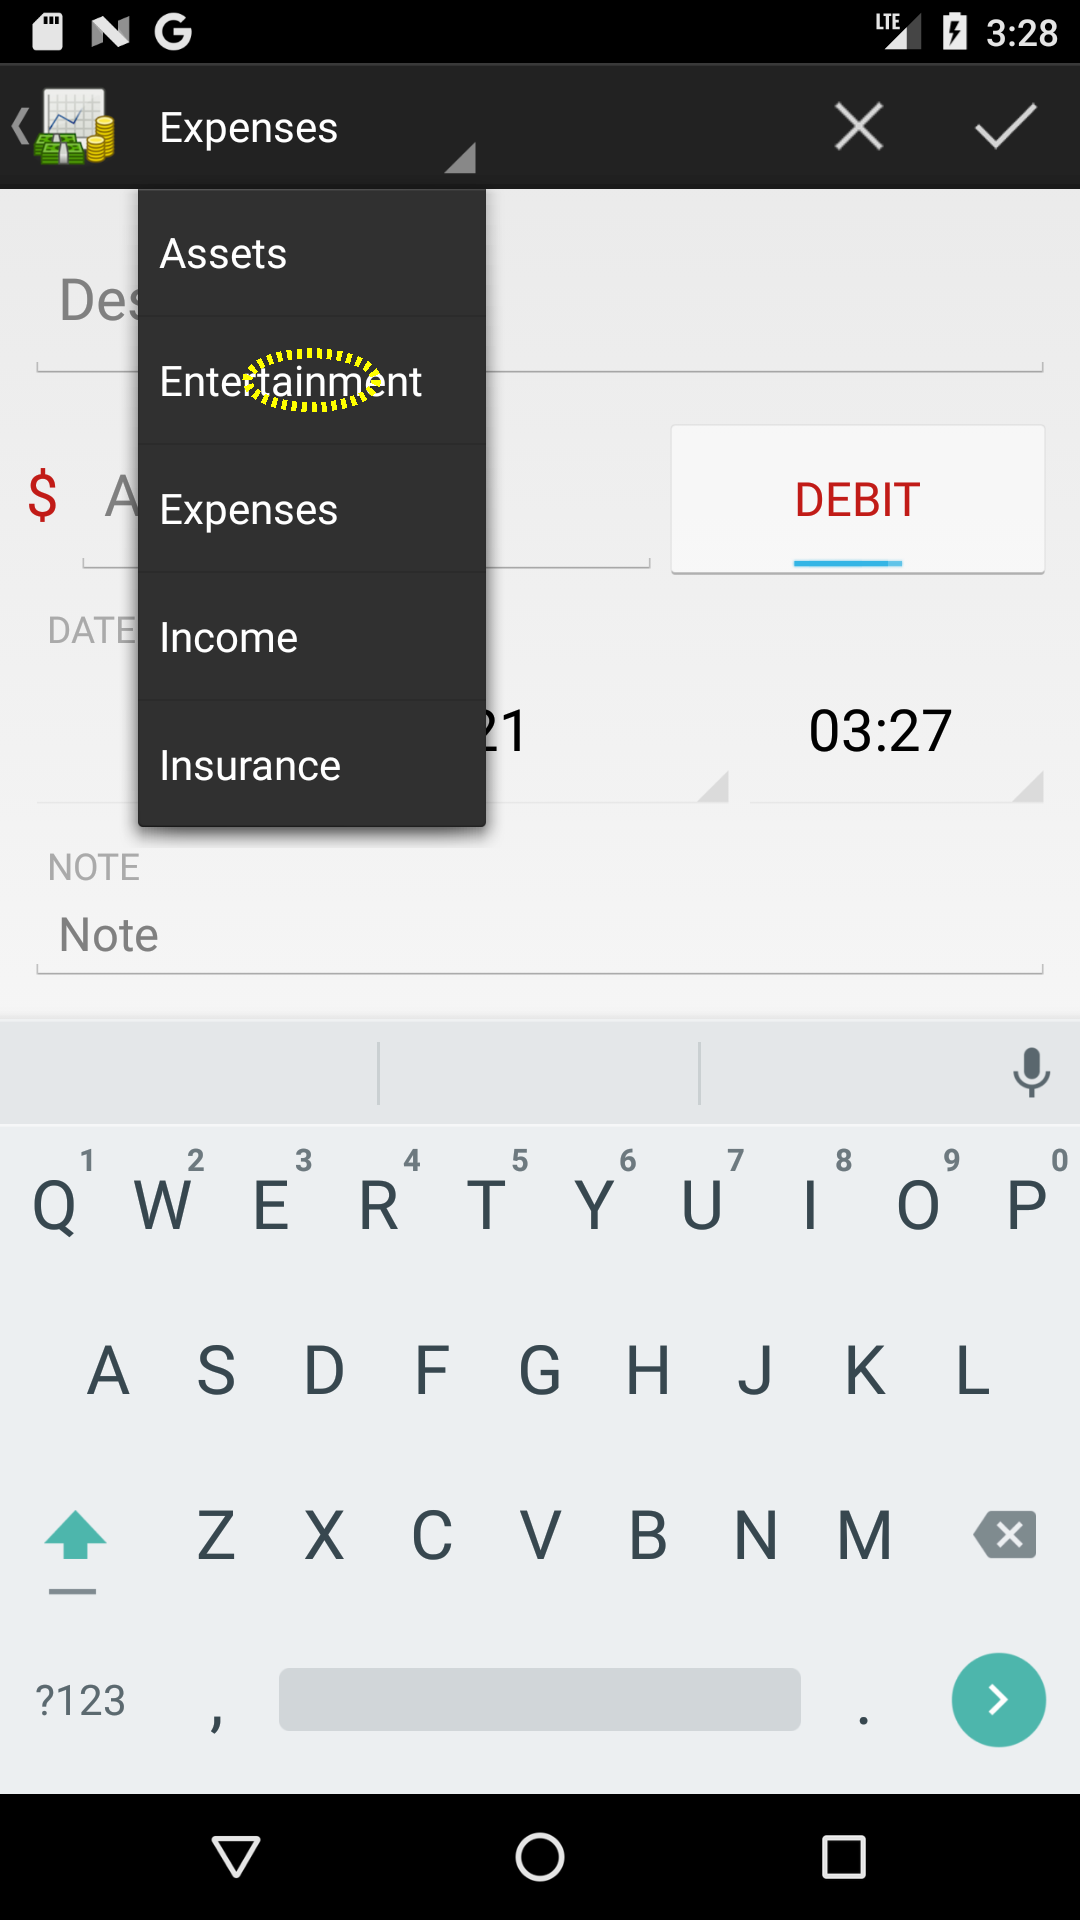 LTE 3:28
Expenses
Assets
Des
Entertainment
$ A DEBIT
Expenses
DATE
Income
21 03:27
Insurance
NOTE
Note
1 2 3 4 5 6 7 8 9 0
Q W E R T Y U I O P
A S D F G H J K L
Z X C V B N M
?123 , .